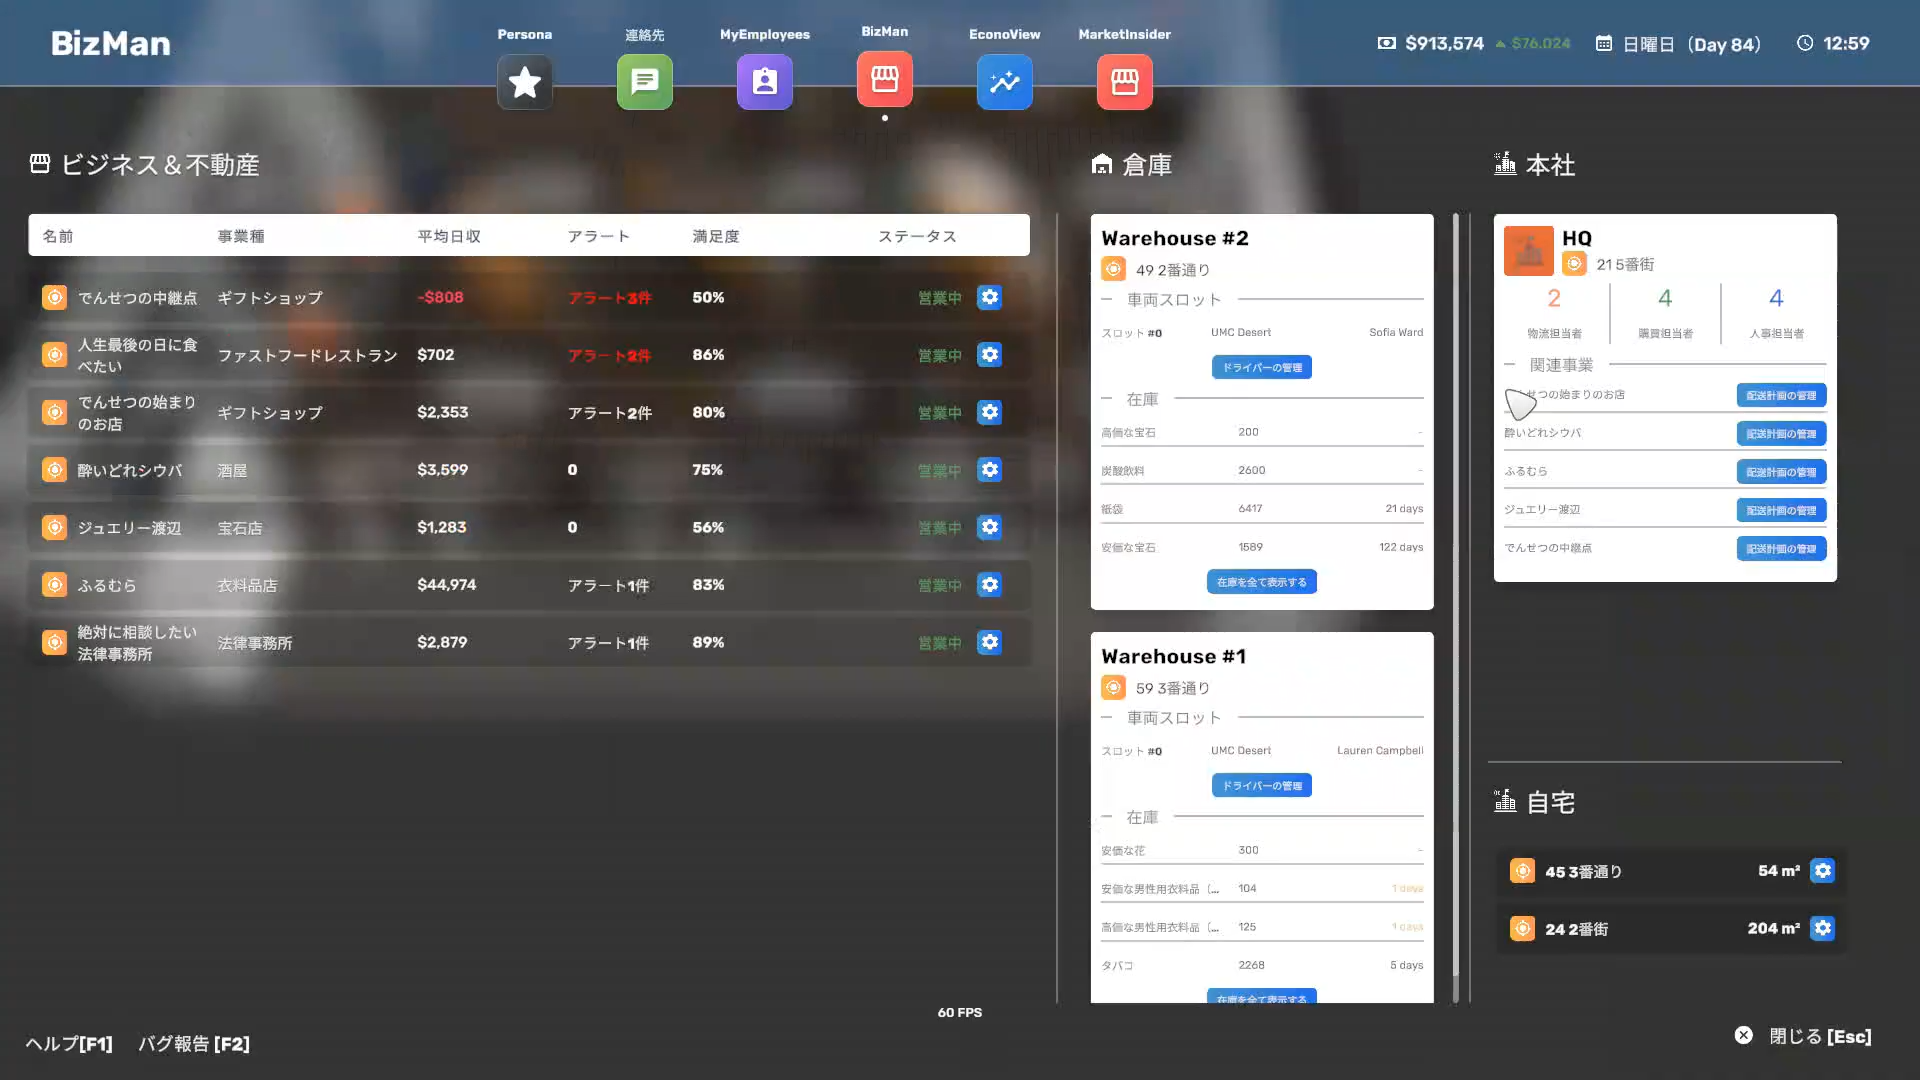 BizMan
Persona
連絡先
MyEmployees
BizMan
EconoView
MarketInsider
$913,574 $76.024 日曜日 (Day 84) 12:59
ビジネス＆不動産
名前 事業種 平均日収 アラート 満足度 ステータス
でんせつの中継点 ギフトショップ -$808 アラート3件 50% 営業中
人生最後の日に食
べたい
ファストフードレストラン $702 アラート2件 86% 営業中
でんせつの始まり
のお店
ギフトショップ $2,353 アラート2件 80% 営業中
酔いどれシウバ 酒屋 $3,599 0 75% 営業中
ジュエリー渡辺 宝石店 $1,283 0 56% 営業中
ふるむら 衣料品店 $44,974 アラート1件 83% 営業中
絶対に相談したい
法律事務所
法律事務所 $2,879 アラート1件 89% 営業中
倉庫
Warehouse #2
49 2番通り
車両スロット
スロット #0 UMC Desert Sofia Ward
ドライバーの管理
在庫
高価な宝石 200 -
炭酸飲料 2600 -
紙袋 6417 21 days
安価な宝石 1589 122 days
在庫を全て表示する
Warehouse #1
59 3番通り
車両スロット
スロット #0 UMC Desert Lauren Campbell
ドライバーの管理
在庫
安価な花 300 -
安価な男性用衣料品 (... 104 1 days
高価な男性用衣料品 (... 125 1 days
タバコ 2268 5 days
在庫を全て表示する
本社
HQ
21 5番街
2 4 4
物流担当者 購買担当者 人事担当者
関連事業
せつの始まりのお店 配送計画の管理
酔いどれシウバ 配送計画の管理
ふるむら 配送計画の管理
ジュエリー渡辺 配送計画の管理
でんせつの中継点 配送計画の管理
自宅
45 3番通り 54 m²
24 2番街 204 m²
60 FPS
ヘルプ[F1] バグ報告 [F2]
閉じる [Esc]